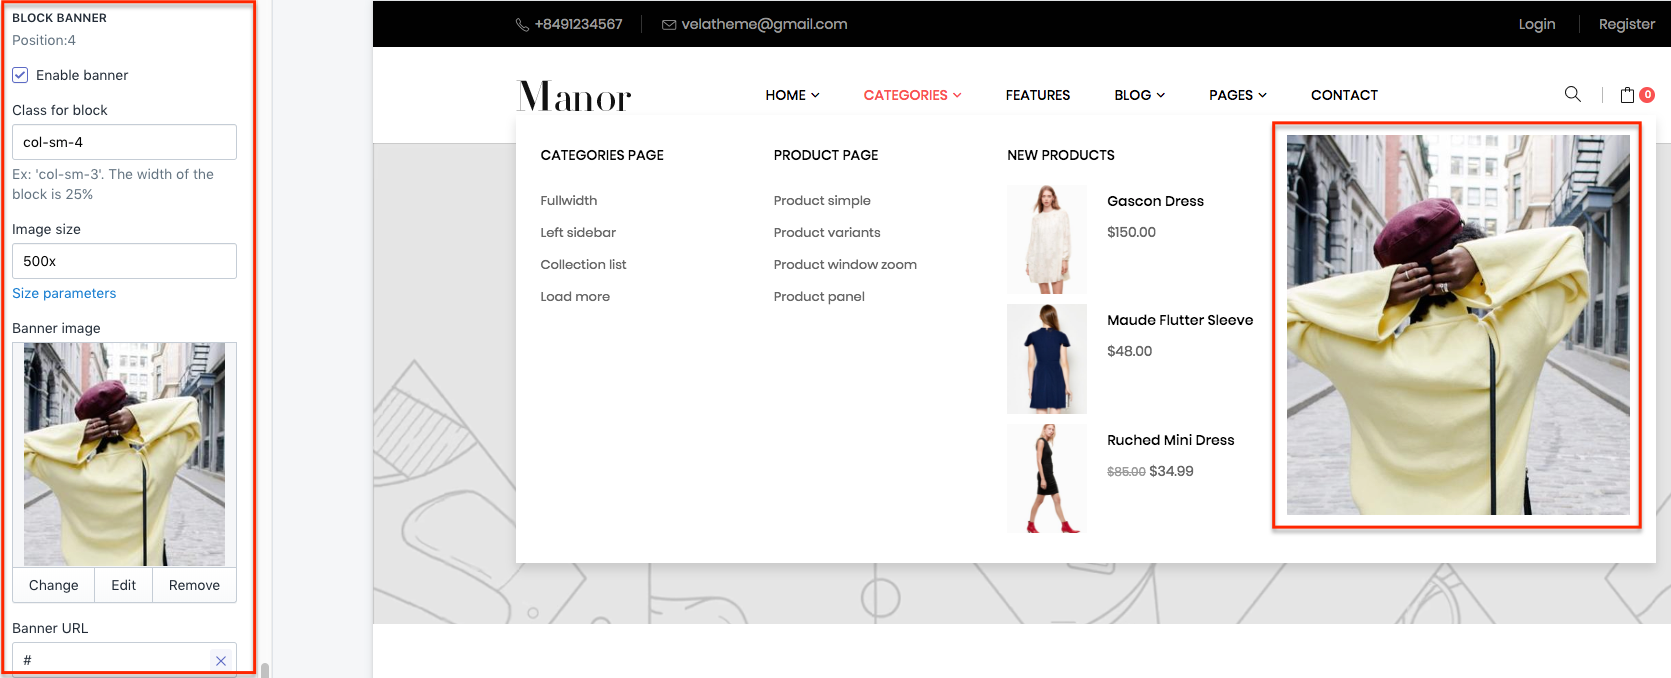 BLOCK BANNER
Position:4
Enable banner
Class for block
col-sm-4
Ex: 'col-sm-3'. The width of the
block is 25%
Image size
500x
Size parameters
Banner image
Change Edit Remove
Banner URL
#
+8491234567 velatheme@gmail.com Login Register
Manor HOME CATEGORIES FEATURES BLOG PAGES CONTACT 0
CATEGORIES PAGE
Fullwidth
Left sidebar
Collection list
Load more
PRODUCT PAGE
Product simple
Product variants
Product window zoom
Product panel
NEW PRODUCTS
Gascon Dress
$150.00
Maude Flutter Sleeve
$48.00
Ruched Mini Dress
$85.00 $34.99